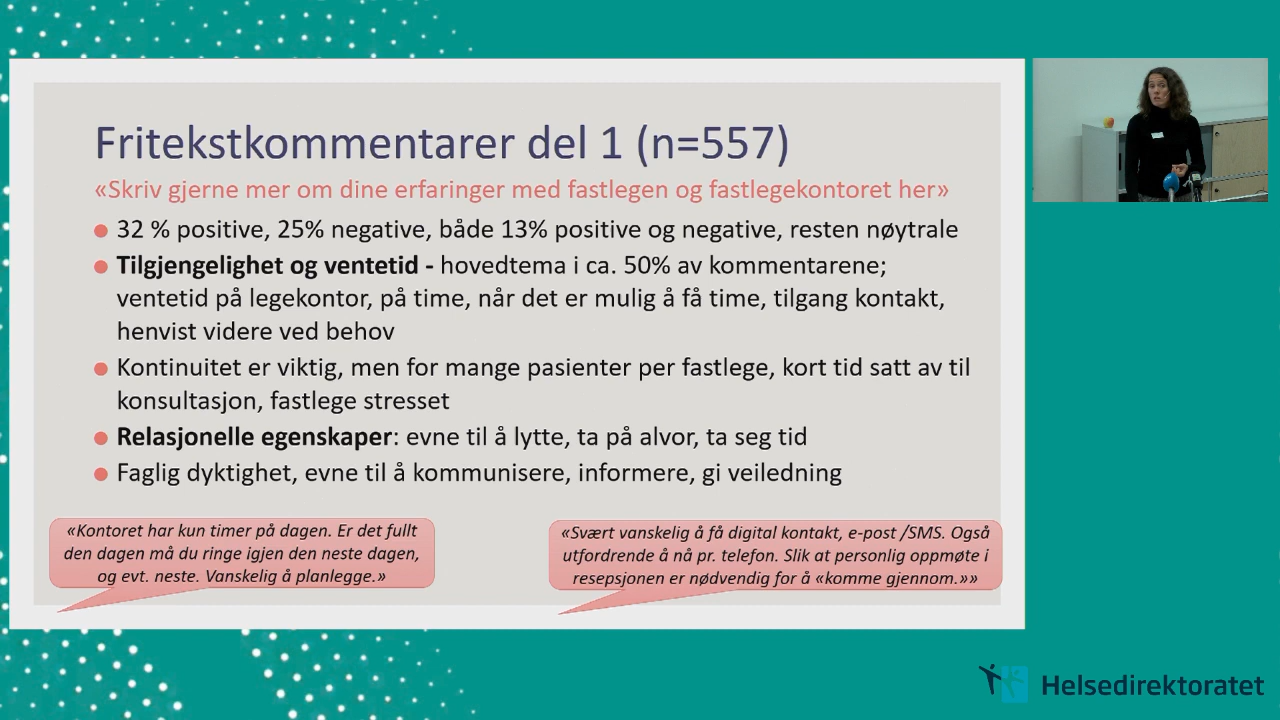 Fritekstkommentarer del 1 (n=557)
«Skriv gjerne mer om dine erfaringer med fastlegen og fastlegekontoret her»
32 % positive, 25% negative, både 13% positive og negative, resten nøytrale
Tilgjengelighet og ventetid - hovedtema i ca. 50% av kommentarene;
ventetid på legekontor, på time, når det er mulig å få time, tilgang kontakt,
henvist videre ved behov
Kontinuitet er viktig, men for mange pasienter per fastlege, kort tid satt av til
konsultasjon, fastlege stresset
Relasjonelle egenskaper: evne til å lytte, ta på alvor, ta seg tid
Faglig dyktighet, evne til å kommunisere, informere, gi veiledning
«Kontoret har kun timer på dagen. Er det fullt
den dagen må du ringe igjen den neste dagen,
og evt. neste. Vanskelig å planlegge.»
«Svært vanskelig å få digital kontakt, e-post /SMS. Også
utfordrende å nå pr. telefon. Slik at personlig oppmøte i
resepsjonen er nødvendig for å «komme gjennom.»»
Helsedirektoratet